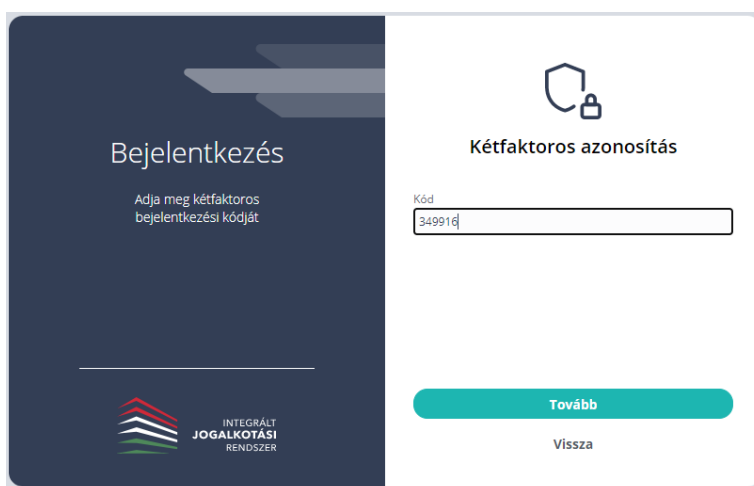 Bejelentkezés
Adja meg kétfaktoros
bejelentkezési kódját
INTEGRÁLT
JOGALKOTÁSI
RENDSZER
Kétfaktoros azonosítás
Kód
349916
Tovább
Vissza